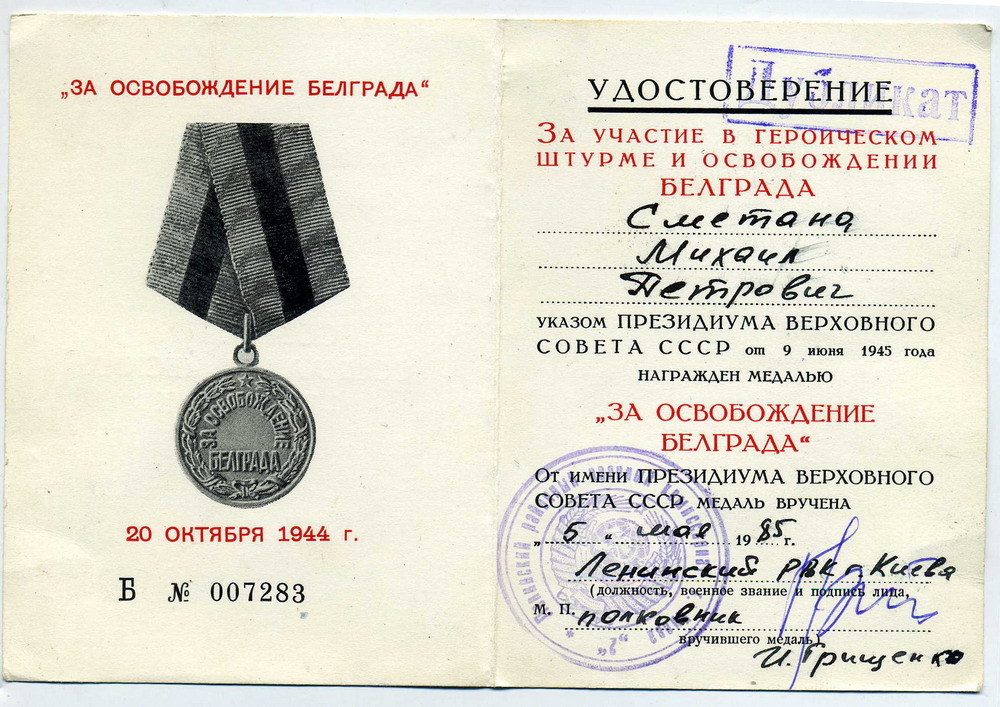 „ЗА ОСВОБОЖДЕНИЕ БЕЛГРАДА“
ЗА ОСВОБОЖДЕНИЕ
БЕЛГРАДА
20 ОКТЯБРЯ 1944 г.
Б № 007283
Дубликат
УДОСТОВЕРЕНИЕ
ЗА УЧАСТИЕ В ГЕРОИЧЕСКОМ
ШТУРМЕ И ОСВОБОЖДЕНИИ
БЕЛГРАДА
Сметана
Михаил
Петрович
УКАЗОМ ПРЕЗИДИУМА ВЕРХОВНОГО
СОВЕТА СССР от 9 июня 1945 года
НАГРАЖДЕН МЕДАЛЬЮ
„ЗА ОСВОБОЖДЕНИЕ
БЕЛГРАДА“
От имени ПРЕЗИДИУМА ВЕРХОВНОГО
СОВЕТА СССР МЕДАЛЬ ВРУЧЕНА
„ 5 „ мая 1985 г.
Ленинский РВК г. Киева
(должность, военное звание и подпись лица,
М. П. полковник
вручившего медаль)
И. Грищенко